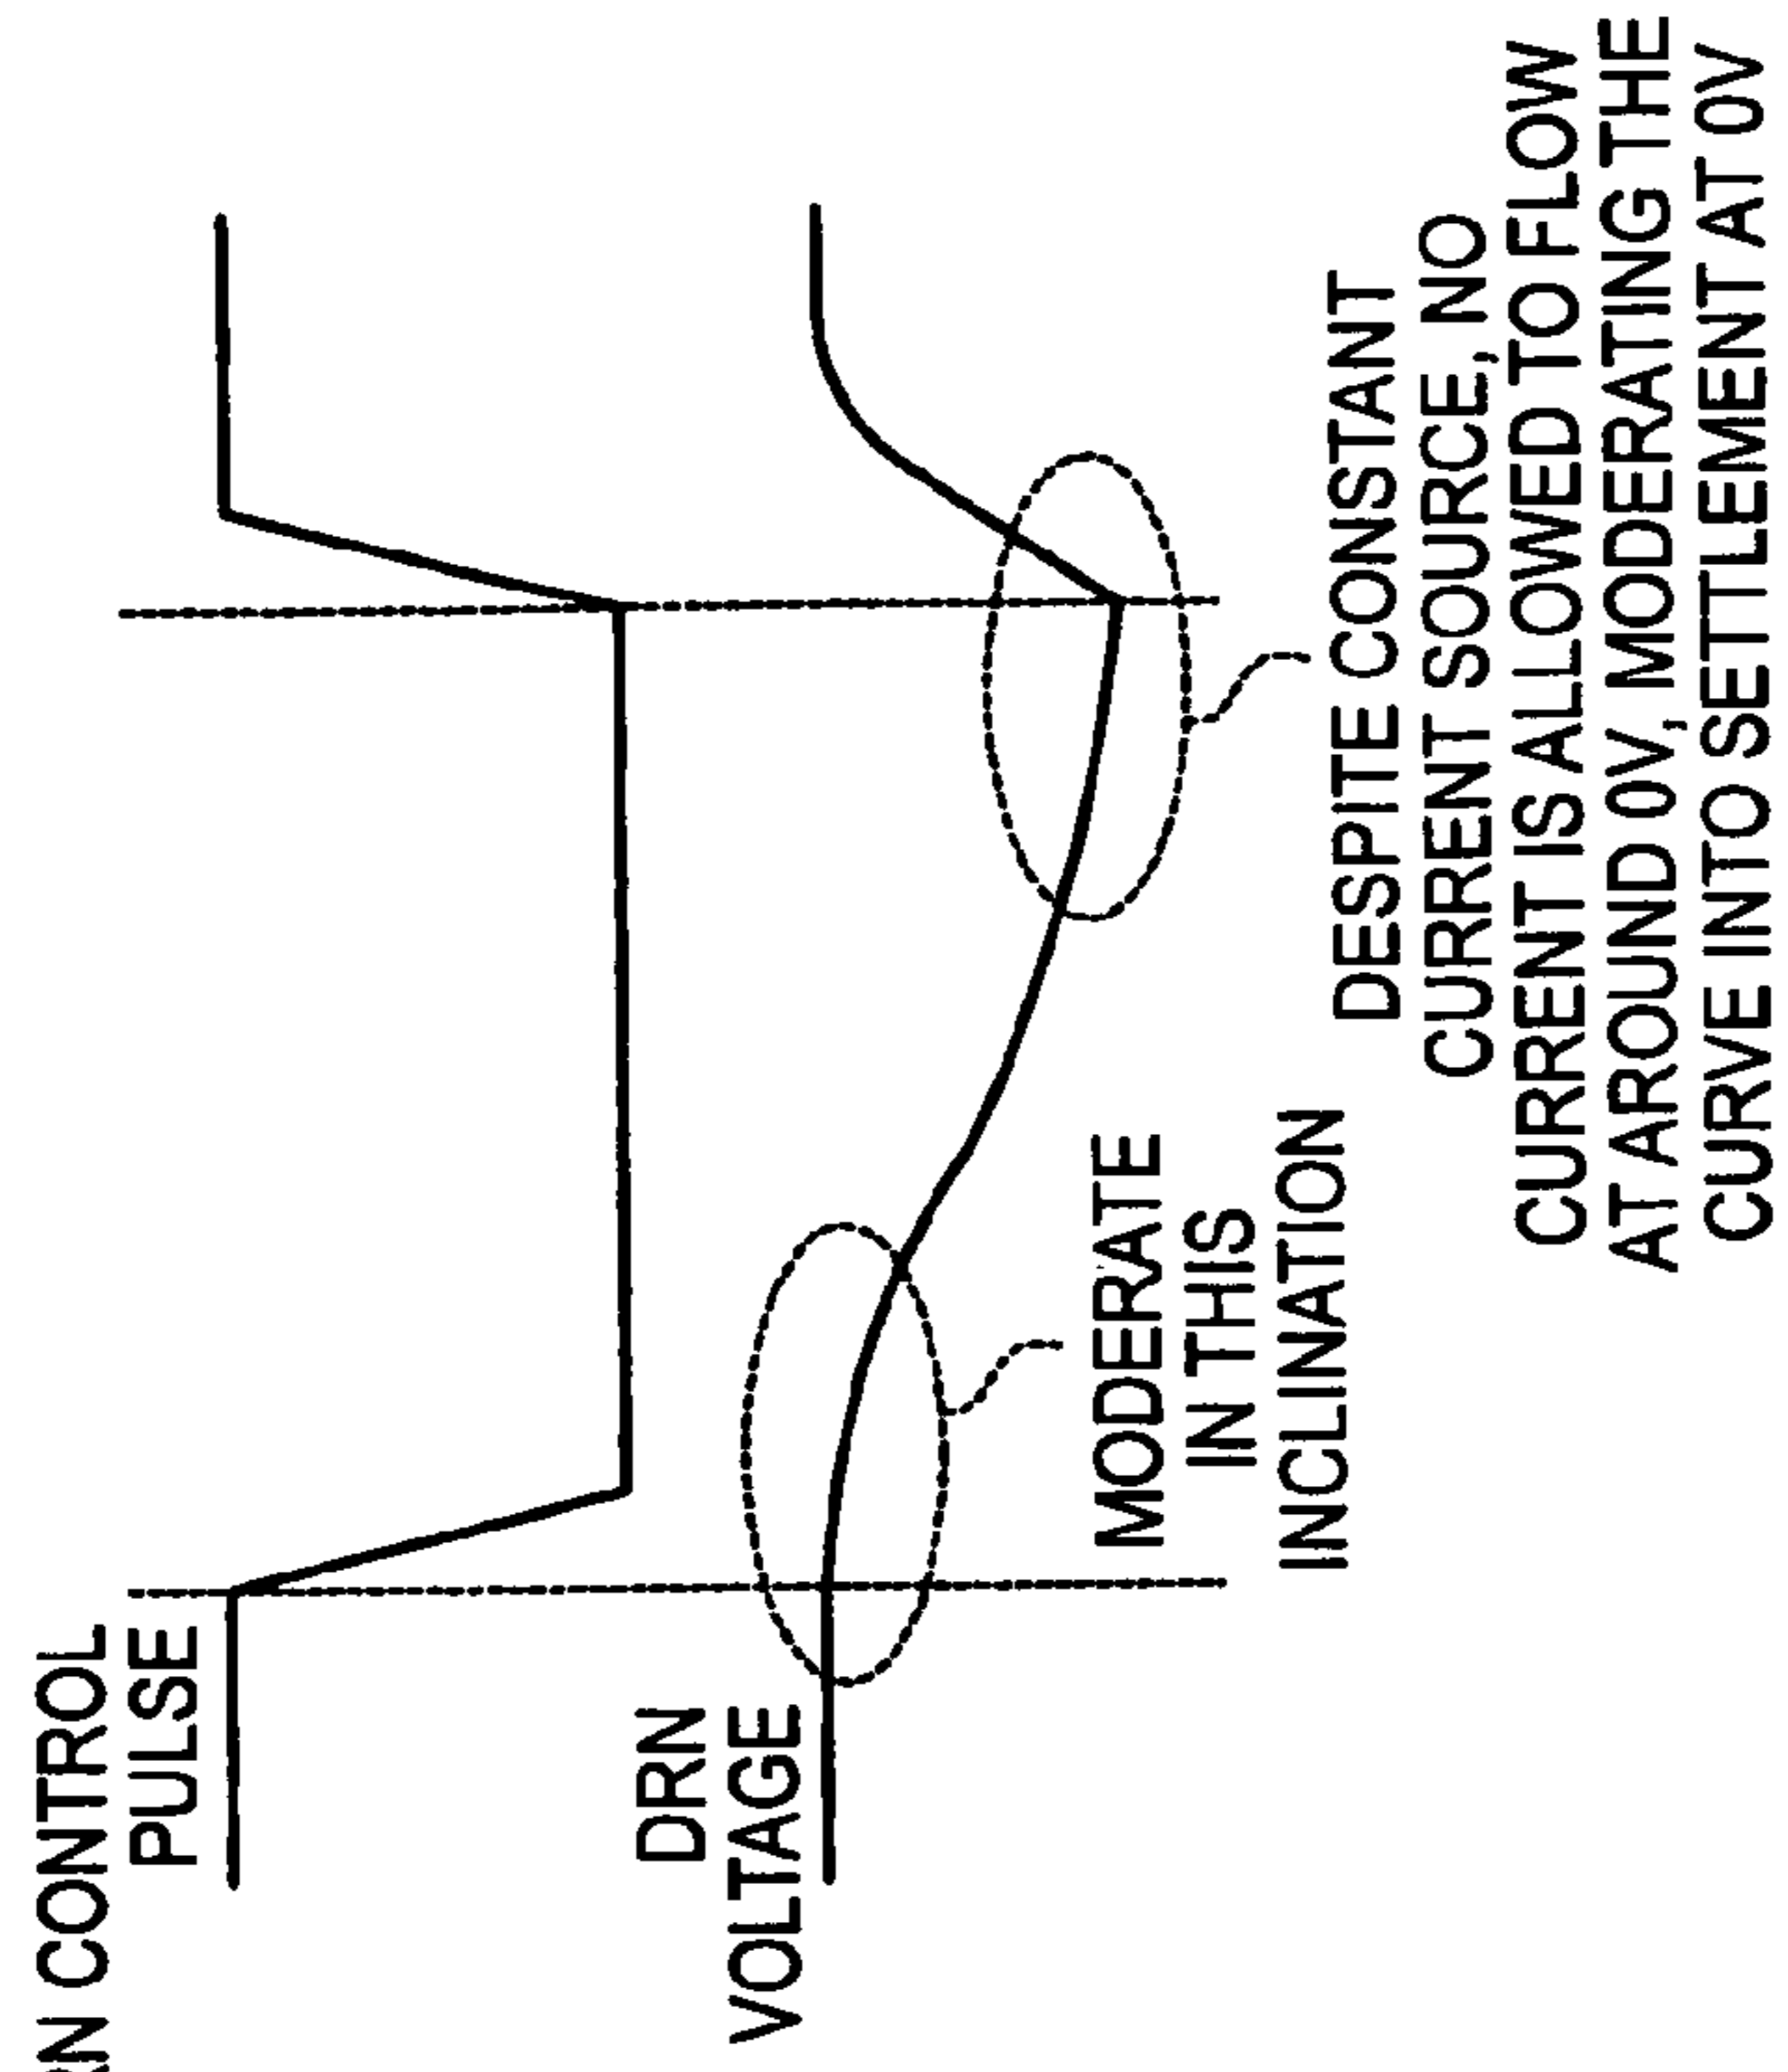 CONTROL
PULSE
DRN
VOLTAGE
MODERATE
IN THIS
INCLINATION
DESPITE CONSTANT
CURRENT SOURCE, NO
CURRENT IS ALLOWED TO FLOW
AT AROUND 0V, MODERATING THE
CURVE INTO SETTLEMENT AT 0V